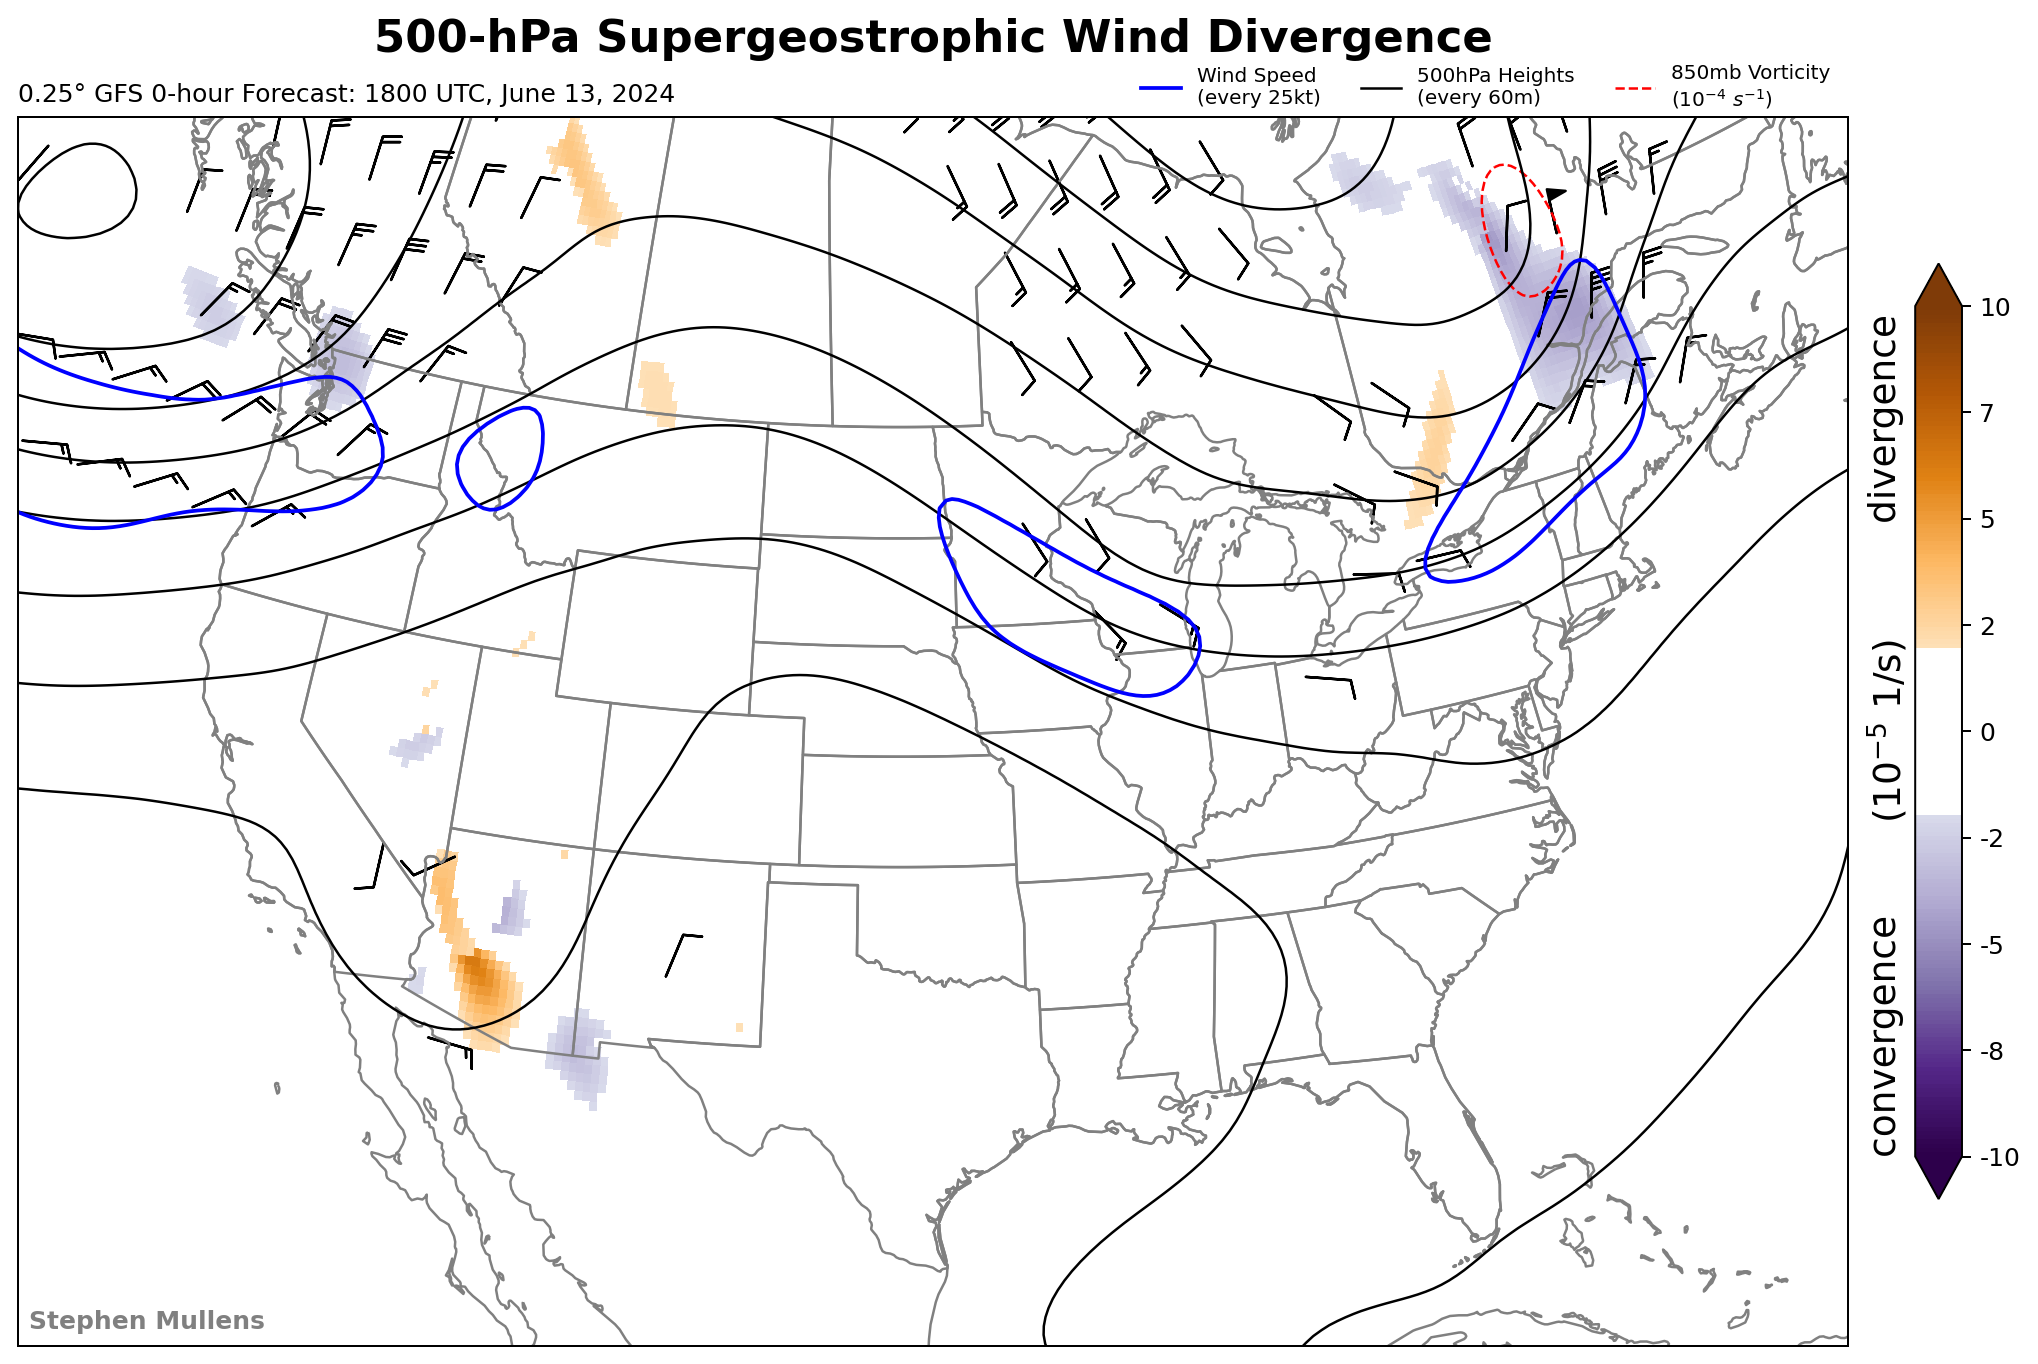 500-hPa Supergeostrophic Wind Divergence
0.25° GFS 0-hour Forecast: 1800 UTC, June 13, 2024
Wind Speed
(every 25kt)
500hPa Heights
(every 60m)
850mb Vorticity
(10⁻⁴ s⁻¹)
10
7
5
2
0
-2
-5
-8
-10
convergence (10⁻⁵ 1/s) divergence
Stephen Mullens